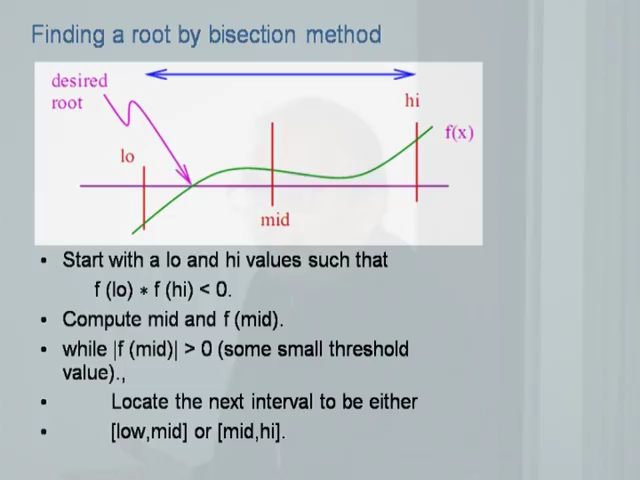 Finding a root by bisection method
desired
root
hi
f(x)
lo
mid
• Start with a lo and hi values such that
f (lo) ∗ f (hi) < 0.
• Compute mid and f (mid).
• while |f (mid)| > 0 (some small threshold
value).,
• Locate the next interval to be either
• [low,mid] or [mid,hi].